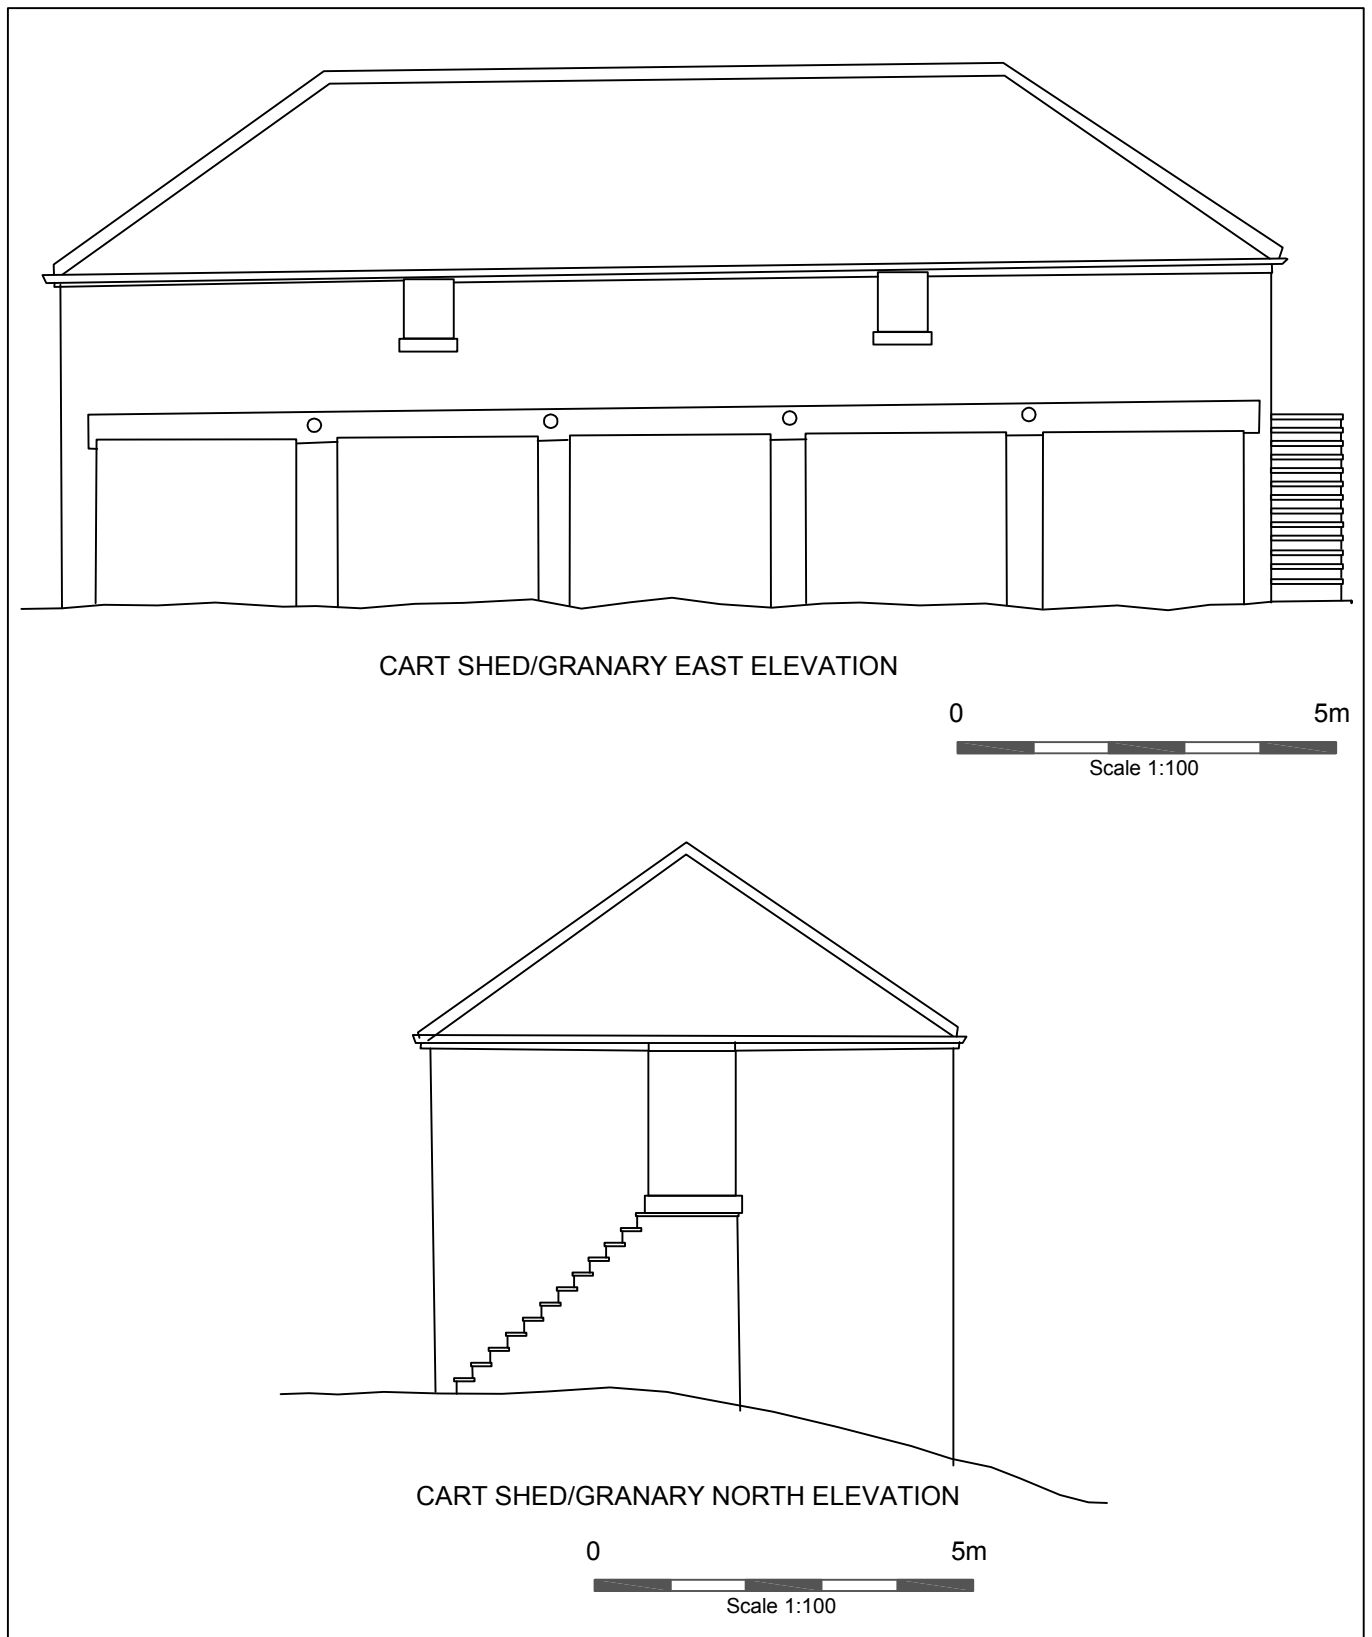 CART SHED/GRANARY EAST ELEVATION
0 5m
Scale 1:100
CART SHED/GRANARY NORTH ELEVATION
0 5m
Scale 1:100